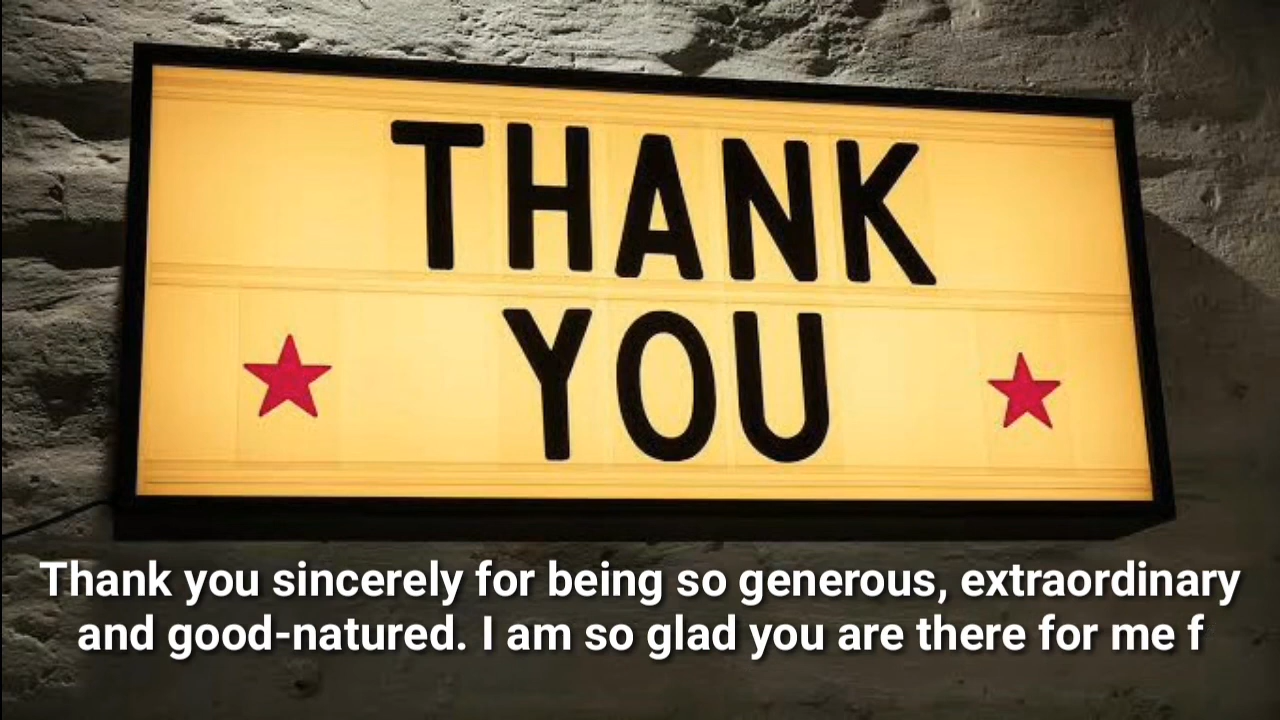 THANK
YOU
Thank you sincerely for being so generous, extraordinary
and good-natured. I am so glad you are there for me f